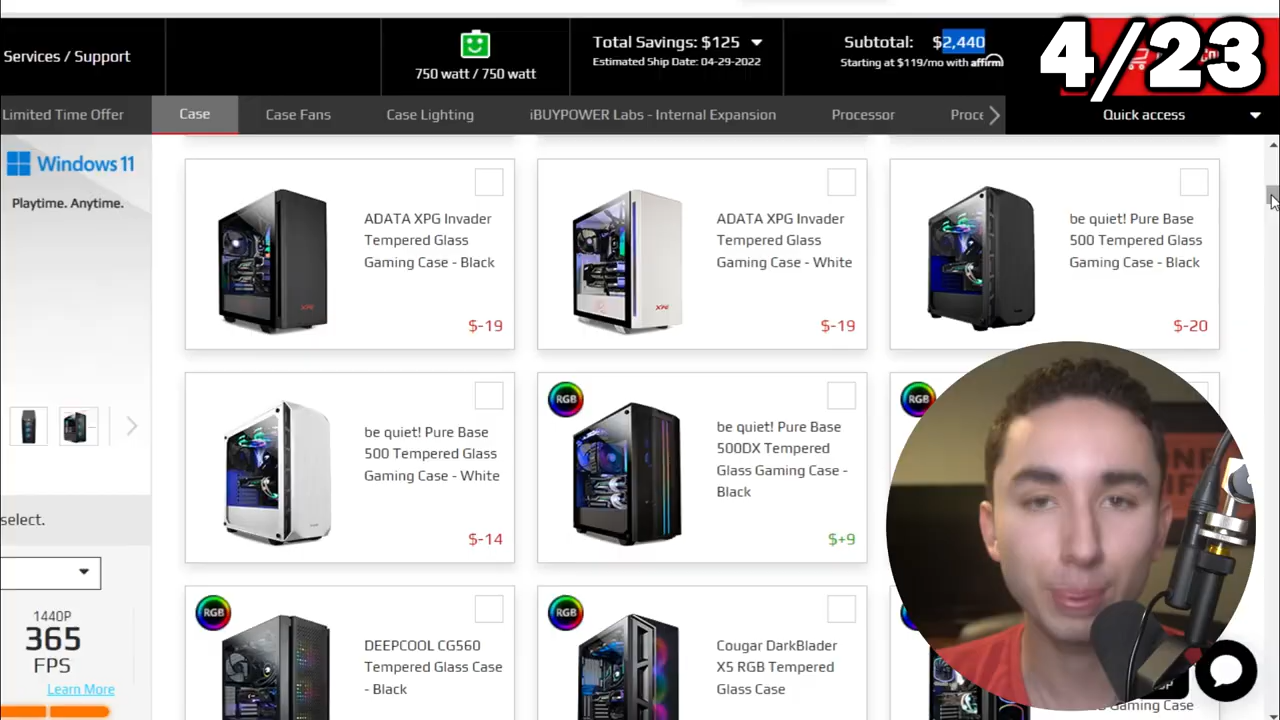 Services / Support
750 watt / 750 watt
Total Savings: $125
Estimated Ship Date: 04-29-2022
Subtotal: $2,440
Starting at $119/mo with affirm
4/23
Limited Time Offer
Case
Case Fans
Case Lighting
iBUYPOWER Labs - Internal Expansion
Processor
Quick access
Windows 11
Playtime. Anytime.
ADATA XPG Invader
Tempered Glass
Gaming Case - Black
$-19
ADATA XPG Invader
Tempered Glass
Gaming Case - White
$-19
be quiet! Pure Base
500 Tempered Glass
Gaming Case - Black
$-20
be quiet! Pure Base
500 Tempered Glass
Gaming Case - White
$-14
RGB
be quiet! Pure Base
500DX Tempered
Glass Gaming Case -
Black
$+9
RGB
select.
1440P
365
FPS
Learn More
RGB
DEEPCOOL CG560
Tempered Glass Case
- Black
RGB
Cougar DarkBlader
X5 RGB Tempered
Glass Case
Gaming Case